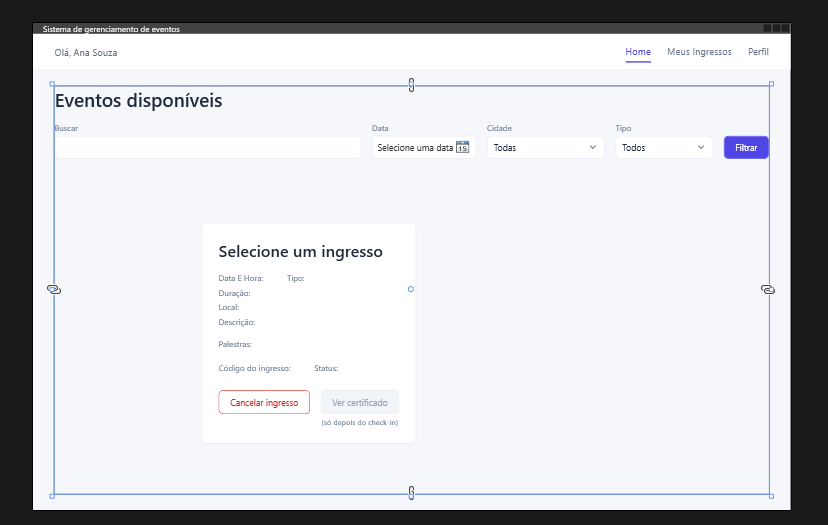 Sistema de gerenciamento de eventos
Olá, Ana Souza
Home Meus Ingressos Perfil
Eventos disponíveis
Buscar Data Cidade Tipo
Selecione uma data 15 Todas Todos Filtrar
Selecione um ingresso
Data E Hora: Tipo:
Duração:
Local:
Descrição:
Palestras:
Código do ingresso: Status:
Cancelar ingresso Ver certificado
(só depois do check-in)